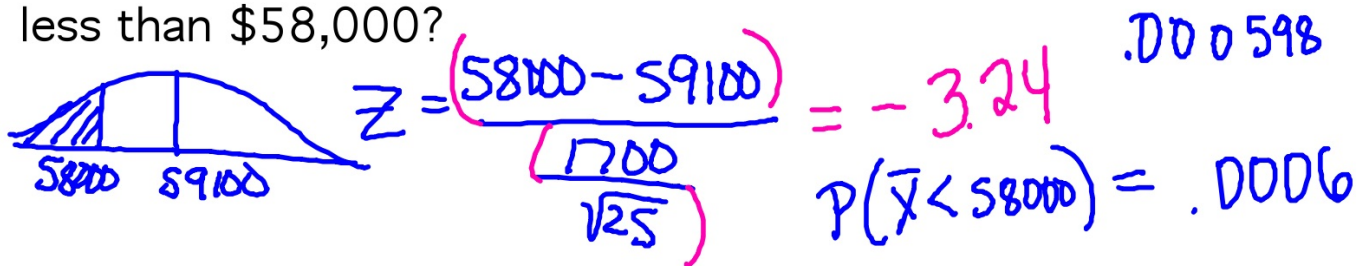 less than $58,000?
.000598
Z = (58000-59100) / (1700 / √25) = -3.24
58000 59100
P(x̄ < 58000) = .0006